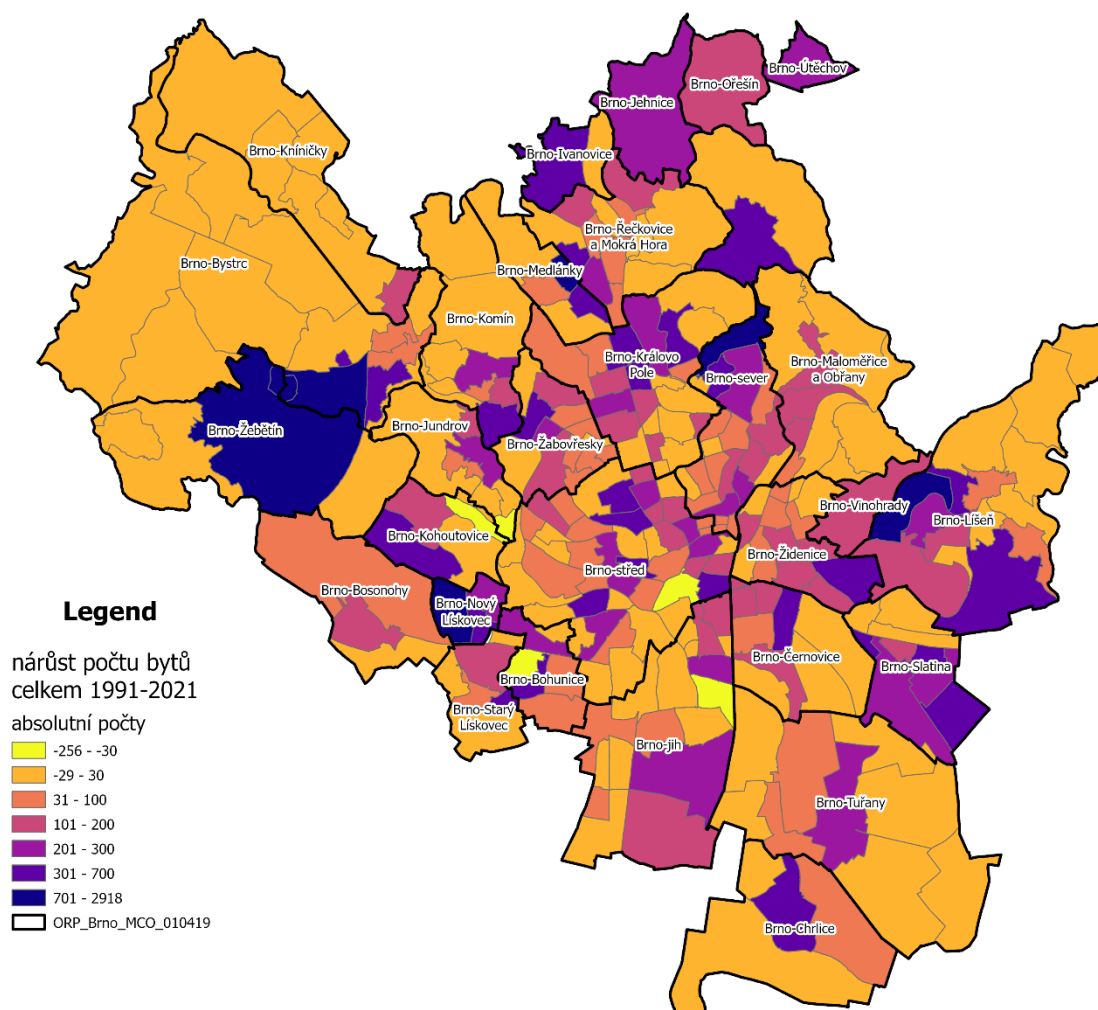 Brno-Útěchov
Brno-Ořešín
Brno-Jehnice
Brno-Kníničky
Brno-Ivanovice
Brno-Řečkovice
a Mokrá Hora
Brno-Bystrc
Brno-Medlánky
Brno-Komín
Brno-Královo
Pole
Brno-Maloměřice
a Obřany
Brno-sever
Brno-Jundrov
Brno-Žebětín
Brno-Žabovřesky
Brno-Vinohrady
Brno-Líšeň
Brno-Kohoutovice
Brno-Židenice
Brno-střed
Brno-Bosonohy
Brno-Nový
Lískovec
Brno-Černovice
Brno-Slatina
Brno-Bohunice
Brno-Starý
Lískovec
Brno-jih
Brno-Tuřany
Brno-Chrlice
Legend
nárůst počtu bytů
celkem 1991-2021
absolutní počty
-256 - -30
-29 - 30
31 - 100
101 - 200
201 - 300
301 - 700
701 - 2918
ORP_Brno_MCO_010419